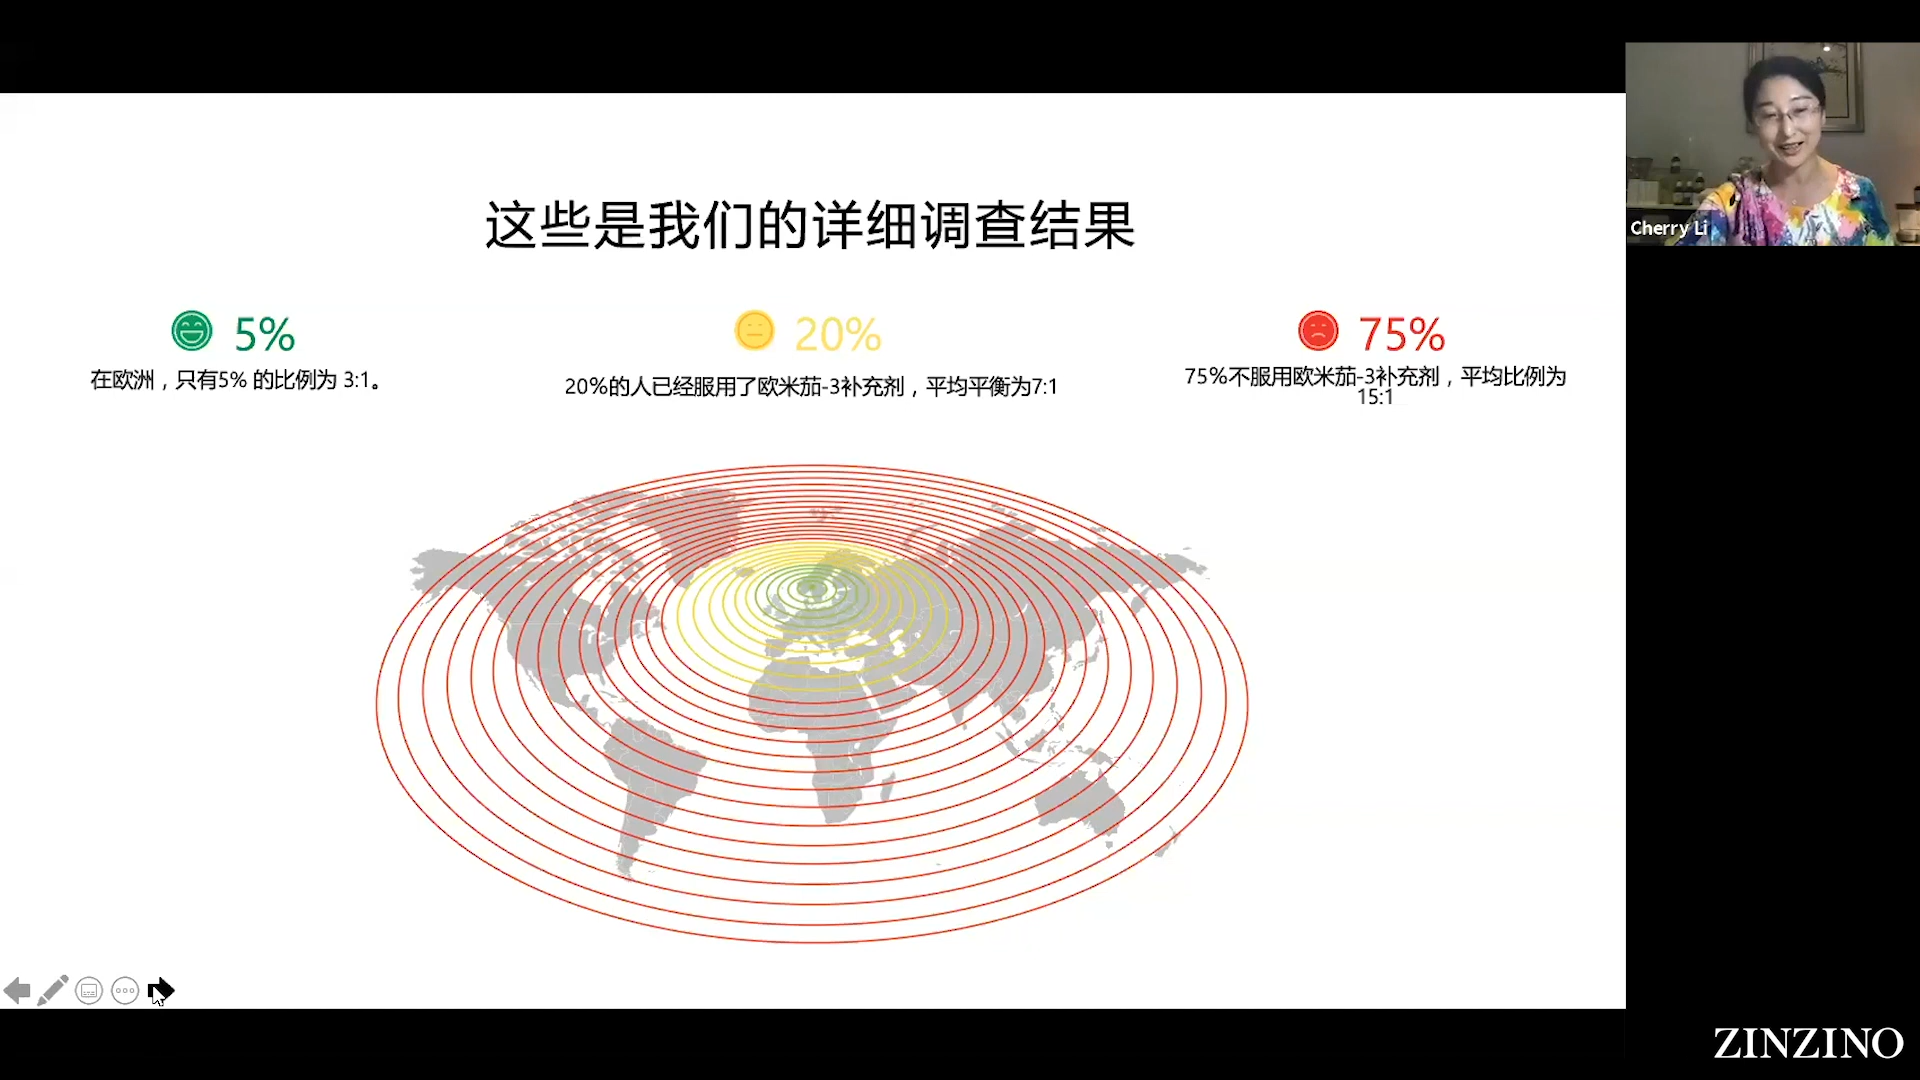 这些是我们的详细调查结果
5%
在欧洲，只有5% 的比例为 3:1。
20%
20%的人已经服用了欧米茄-3补充剂，平均平衡为7:1
75%
75%不服用欧米茄-3补充剂，平均比例为
15:1
Cherry Li
ZINZINO